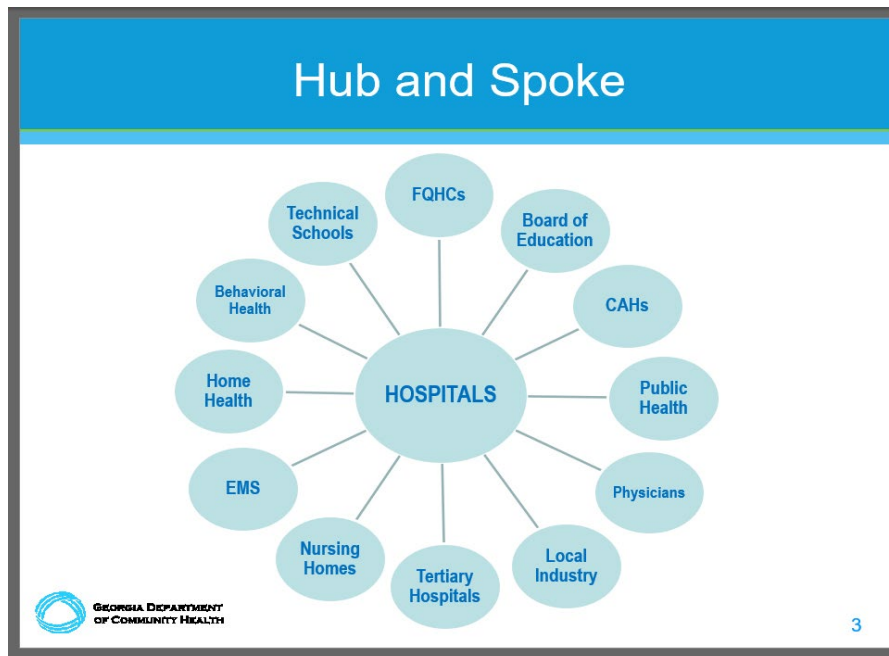 Hub and Spoke
FQHCs
Board of
Education
CAHs
Public
Health
Physicians
Local
Industry
Tertiary
Hospitals
Nursing
Homes
EMS
Home
Health
Behavioral
Health
Technical
Schools
HOSPITALS
GEORGIA DEPARTMENT
OF COMMUNITY HEALTH
3